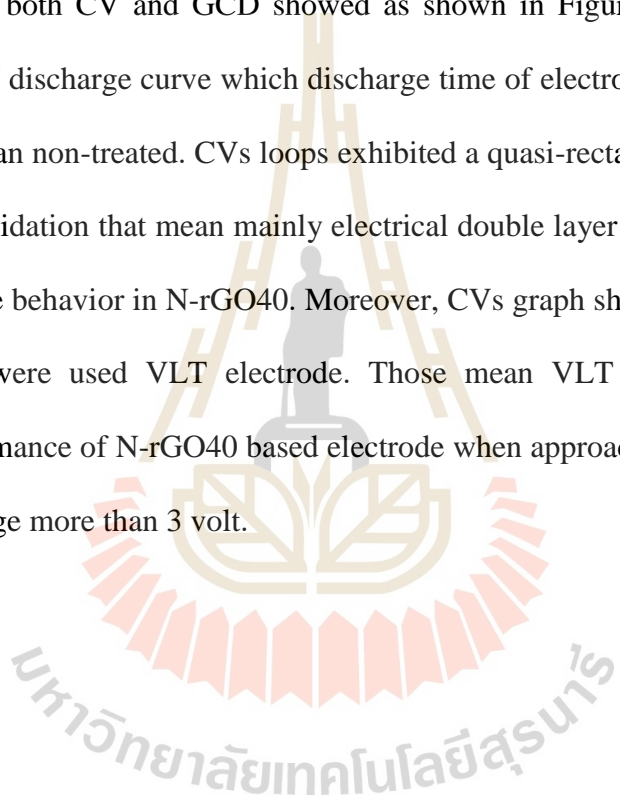 both CV and GCD showed as shown in Figur
discharge curve which discharge time of electro
an non-treated. CVs loops exhibited a quasi-recta
idation that mean mainly electrical double layer
e behavior in N-rGO40. Moreover, CVs graph sh
were used VLT electrode. Those mean VLT
mance of N-rGO40 based electrode when approac
ge more than 3 volt.
มหาวิทยาลัยเทคโนโลยีสุรนารี